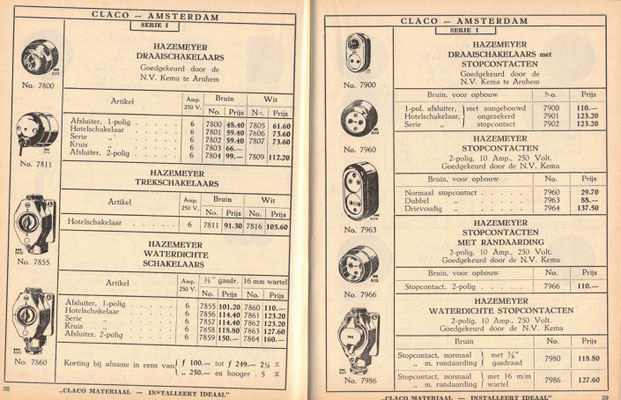 CLACO — AMSTERDAM
SERIE I
HAZEMEYER
DRAAISCHAKELAARS
Goedgekeurd door de
N.V. Kema te Arnhem
No. 7800
Artikel Amp. 250 V. Bruin Wit
No. Prijs No. Prijs
Afsluiter, 1-polig 6 7800 48.40 7805 61.60
Hotelschakelaar 6 7801 59.40 7806 73.60
Serie „ 6 7802 59.40 7807 73.60
Kruis „ 6 7803 66.—
Afsluiter, 2-polig 6 7804 99.— 7809 112.20
No. 7811
HAZEMEYER
TREKSCHAKELAARS
Artikel Amp. 250 V. Bruin Wit
No. Prijs No. Prijs
Hotelschakelaar 6 7811 91.30 7816 105.60
No. 7855
HAZEMEYER
WATERDICHTE
SCHAKELAARS
Artikel Amp. 250 V. ⅝" gasdr. 16 mm wartel
No. Prijs No. Prijs
Afsluiter, 1-polig 6 7855 101.20 7860 110.—
Hotelschakelaar 6 7856 114.40 7861 123.20
Serie „ 6 7857 114.40 7862 123.20
Kruis „ 6 7858 118.80 7863 127.60
Afsluiter, 2-polig 6 7859 150.— 7864 160.—
No. 7860
Korting bij afname in eens van ƒ 100.— tot ƒ 249.— 2½ %
„ 250.— en hooger . 5 %
38
„CLACO MATERIAAL — INSTALLEERT IDEAAL"
CLACO — AMSTERDAM
SERIE I
HAZEMEYER
DRAAISCHAKELAARS met
STOPCONTACTEN
Goedgekeurd door de
N.V. Kema te Arnhem
No. 7900
Bruin, voor opbouw No. Prijs
1-pol. afsluiter, met aangebouwd 7900 110.—
Hotelschakelaar, ongezekerd 7901 123.20
Serie „ stopcontact 7902 123.20
No. 7960
HAZEMEYER
STOPCONTACTEN
2-polig, 10 Amp., 250 Volt.
Goedgekeurd door de N.V. Kema
Bruin, voor opbouw No. Prijs
Normaal stopcontact 7960 29.70
Dubbel „ 7963 88.—
Drievoudig „ 7964 137.50
No. 7963
HAZEMEYER
STOPCONTACTEN
MET RANDAARDING
2-polig, 10 Amp., 250 Volt
Goedgekeurd door de N.V. Kema
Bruin, voor opbouw No. Prijs
Stopcontact, 2-polig 7966 110.—
No. 7966
HAZEMEYER
WATERDICHTE STOPCONTACTEN
2-polig, 10 Amp., 250 Volt.
Goedgekeurd door de N.V. Kema
Bruin, voor opbouw No. Prijs
Stopcontact, normaal met ⅝" 7980 118.80
„ m. randaarding gasdraad
Stopcontact, normaal met 16 m/m 7986 127.60
„ m. randaarding wartel
No. 7986
„CLACO MATERIAAL — INSTALLEERT IDEAAL"
39